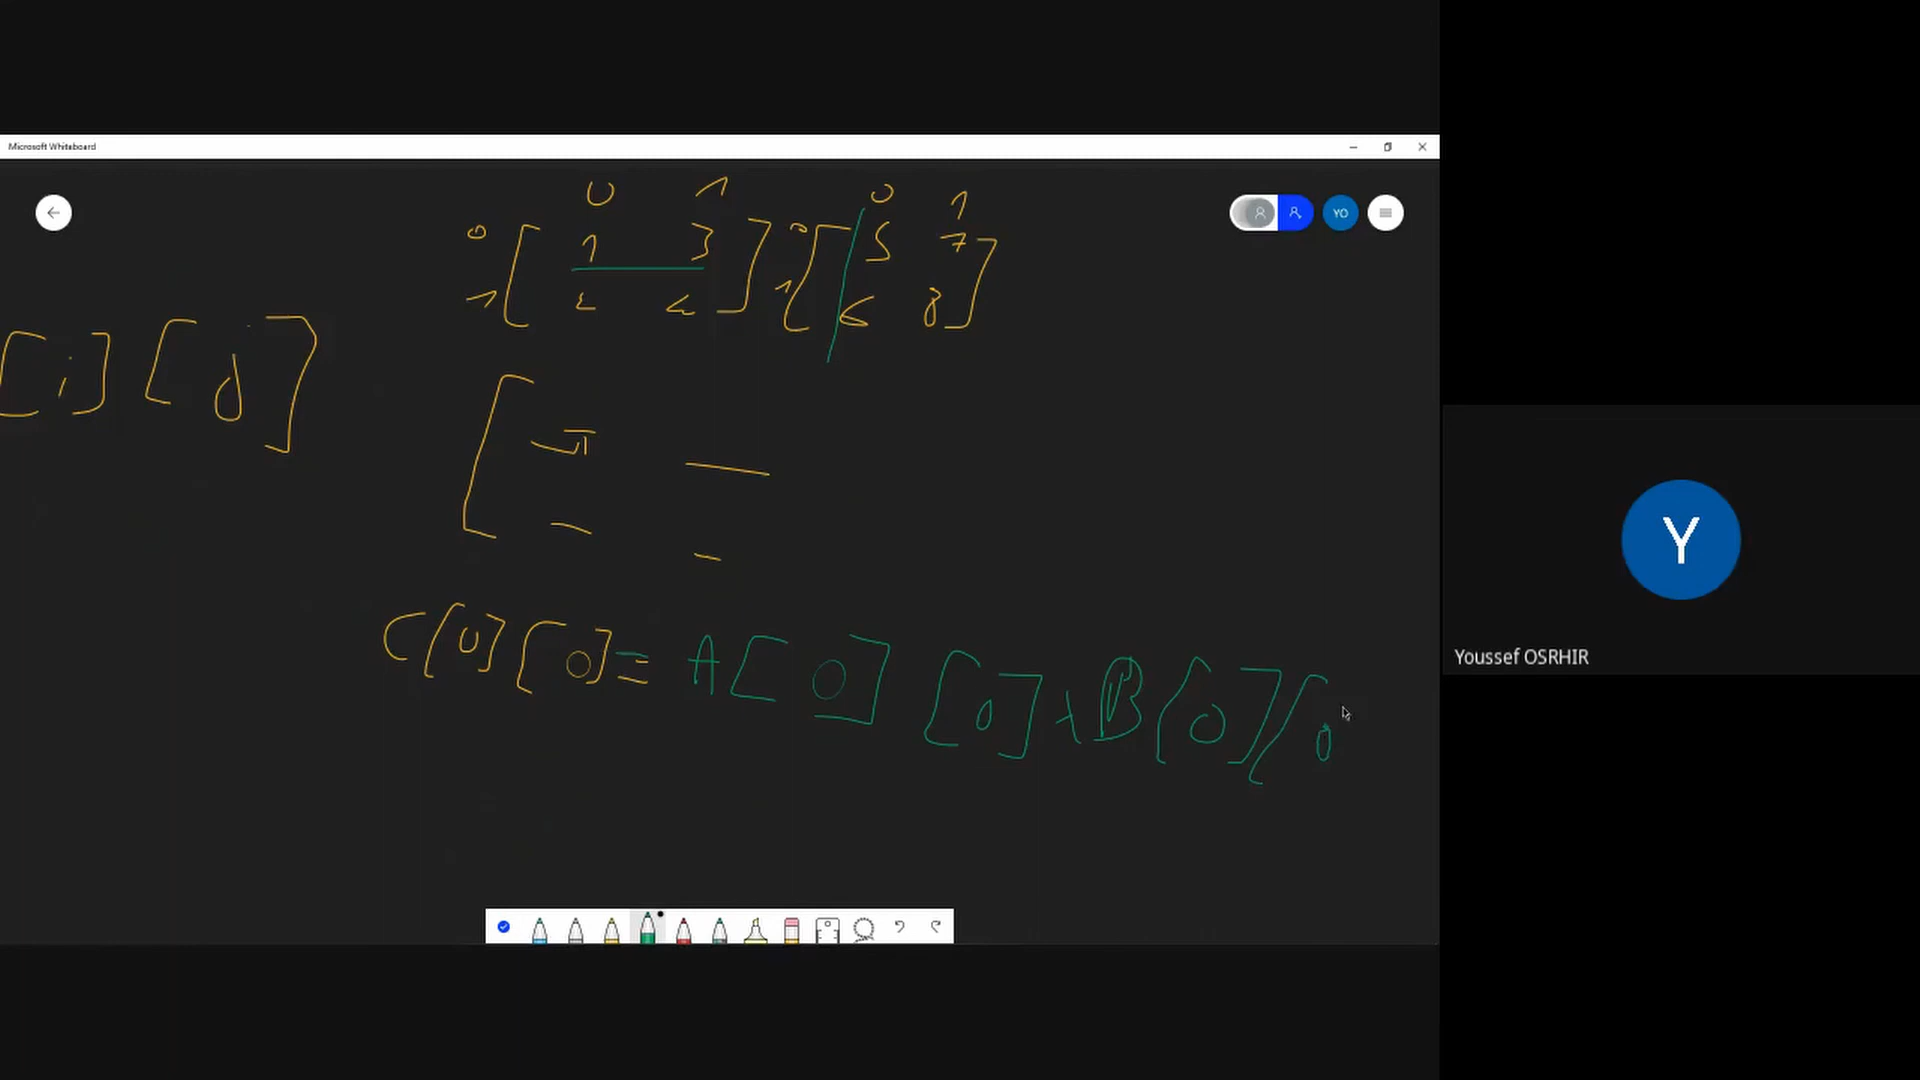 Microsoft Whiteboard
0 1 0 1
0 [ 1 3 ] 0 [ 5 7 ]
1 2 4 1 6 8
YO
[i] [j]
[
C[0][0] = A[0][0] × B[0][0
Y
Youssef OSRHIR